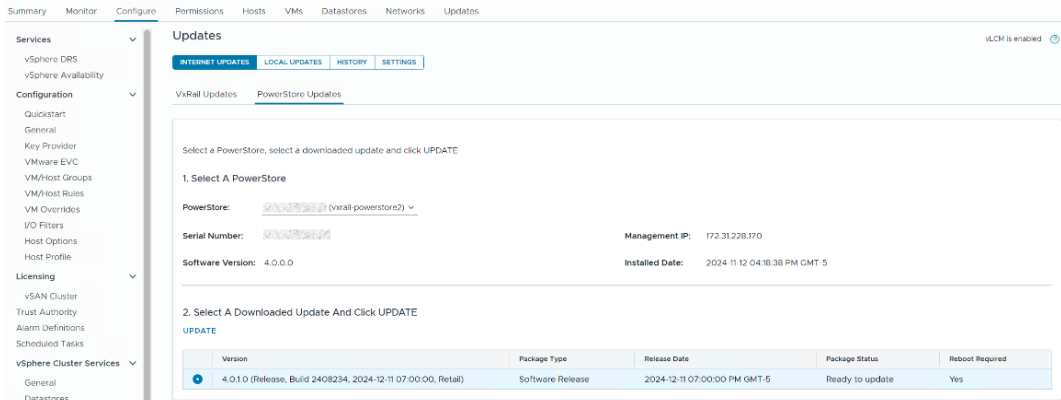 Summary Monitor Configure Permissions Hosts VMs Datastores Networks Updates
Services
vSphere DRS
vSphere Availability
Configuration
Quickstart
General
Key Provider
VMware EVC
VM/Host Groups
VM/Host Rules
VM Overrides
I/O Filters
Host Options
Host Profile
Licensing
vSAN Cluster
Trust Authority
Alarm Definitions
Scheduled Tasks
vSphere Cluster Services
General
Datastores
Updates
vLCM is enabled
INTERNET UPDATES LOCAL UPDATES HISTORY SETTINGS
VxRail Updates PowerStore Updates
Select a PowerStore, select a downloaded update and click UPDATE
1. Select A PowerStore
PowerStore: (vxrail-powerstore2)
Serial Number: Management IP: 172.31.228.170
Software Version: 4.0.0.0 Installed Date: 2024-11-12 04:18:38 PM GMT-5
2. Select A Downloaded Update And Click UPDATE
UPDATE
Version Package Type Release Date Package Status Reboot Required
4.0.1.0 (Release, Build 2408234, 2024-12-11 07:00:00, Retail) Software Release 2024-12-11 07:00:00 PM GMT-5 Ready to update Yes